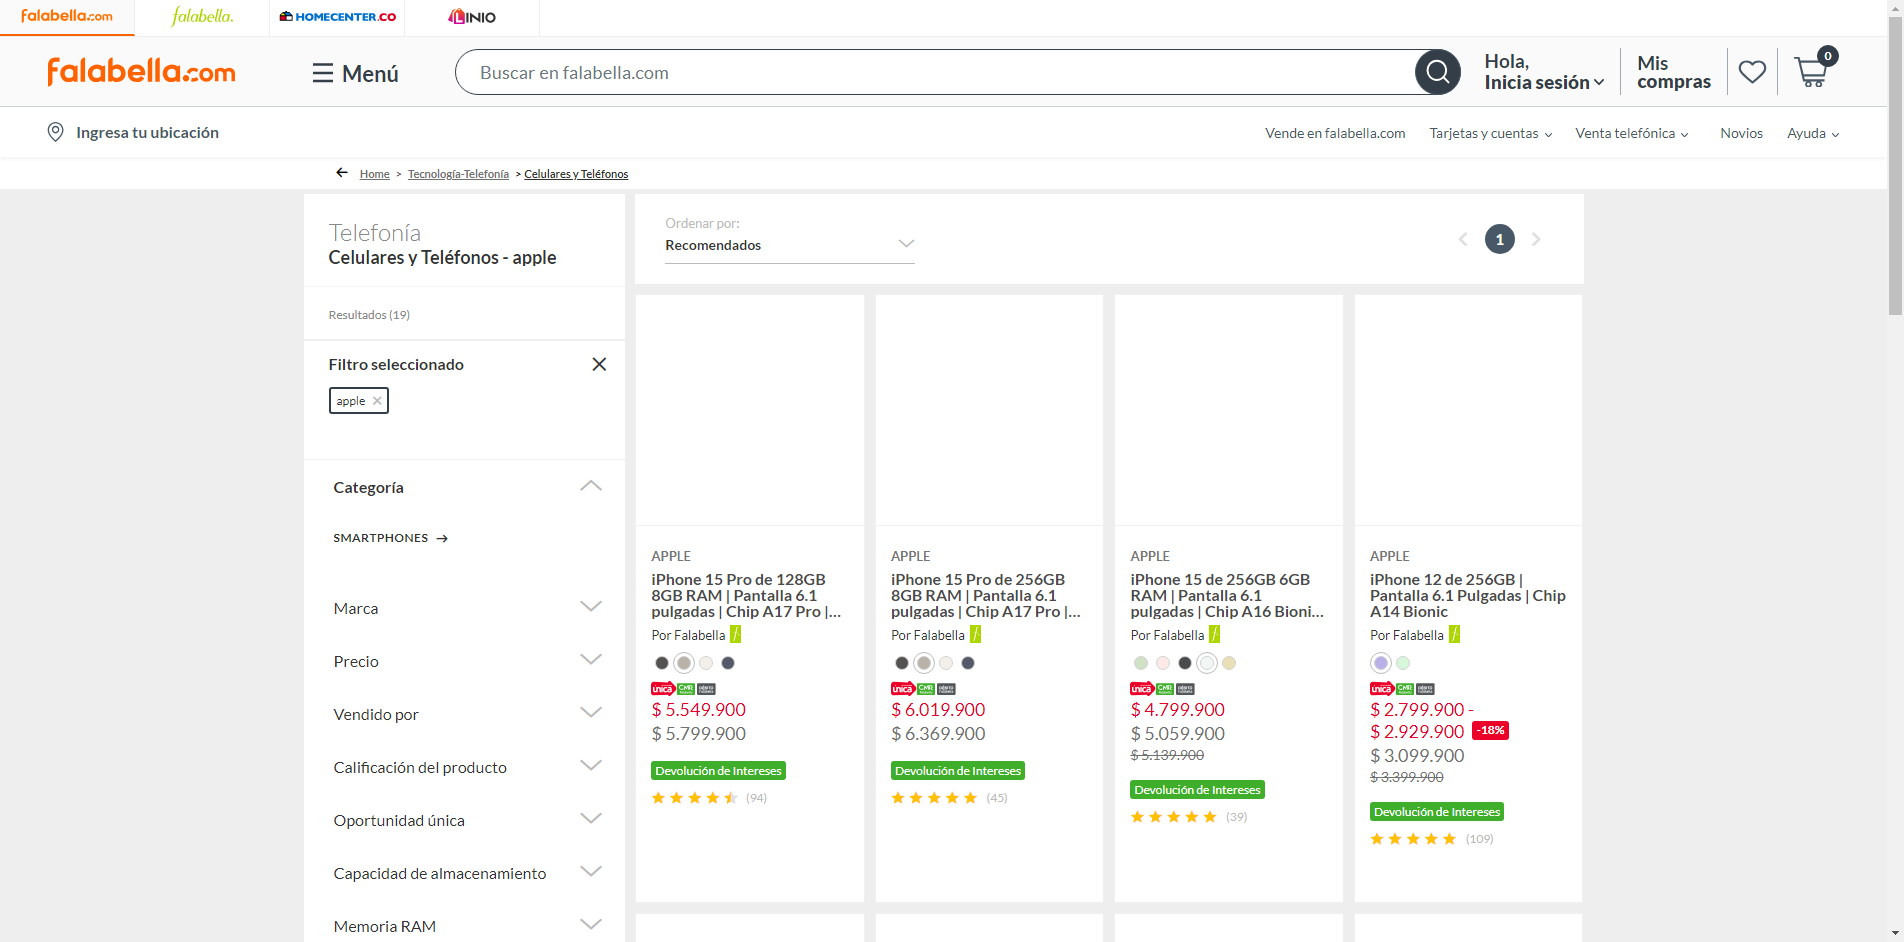 falabella.com
falabella.
HOMECENTER.CO
LINIO
falabella.com
Menú
Buscar en falabella.com
Hola,
Inicia sesión
Mis
compras
0
Ingresa tu ubicación
Vende en falabella.com
Tarjetas y cuentas
Venta telefónica
Novios
Ayuda
Home > Tecnología-Telefonía > Celulares y Teléfonos
Telefonía
Celulares y Teléfonos - apple
Resultados (19)
Filtro seleccionado
apple
Categoría
SMARTPHONES
Marca
Precio
Vendido por
Calificación del producto
Oportunidad única
Capacidad de almacenamiento
Memoria RAM
Ordenar por:
Recomendados
1
APPLE
iPhone 15 Pro de 128GB
8GB RAM | Pantalla 6.1
pulgadas | Chip A17 Pro |...
Por Falabella
única CMR
$ 5.549.900
$ 5.799.900
Devolución de Intereses
(94)
APPLE
iPhone 15 Pro de 256GB
8GB RAM | Pantalla 6.1
pulgadas | Chip A17 Pro |...
Por Falabella
única CMR
$ 6.019.900
$ 6.369.900
Devolución de Intereses
(45)
APPLE
iPhone 15 de 256GB 6GB
RAM | Pantalla 6.1
pulgadas | Chip A16 Bioni...
Por Falabella
única CMR
$ 4.799.900
$ 5.059.900
$ 5.139.900
Devolución de Intereses
(39)
APPLE
iPhone 12 de 256GB |
Pantalla 6.1 Pulgadas | Chip
A14 Bionic
Por Falabella
única CMR
$ 2.799.900 -
$ 2.929.900 -18%
$ 3.099.900
$ 3.399.900
Devolución de Intereses
(109)